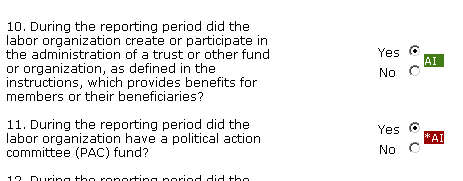 10. During the reporting period did the
labor organization create or participate in
the administration of a trust or other fund
or organization, as defined in the
instructions, which provides benefits for
members or their beneficiaries?
Yes
AI
No
11. During the reporting period did the
labor organization have a political action
committee (PAC) fund?
Yes
*AI
No
12. During the reporting period did the